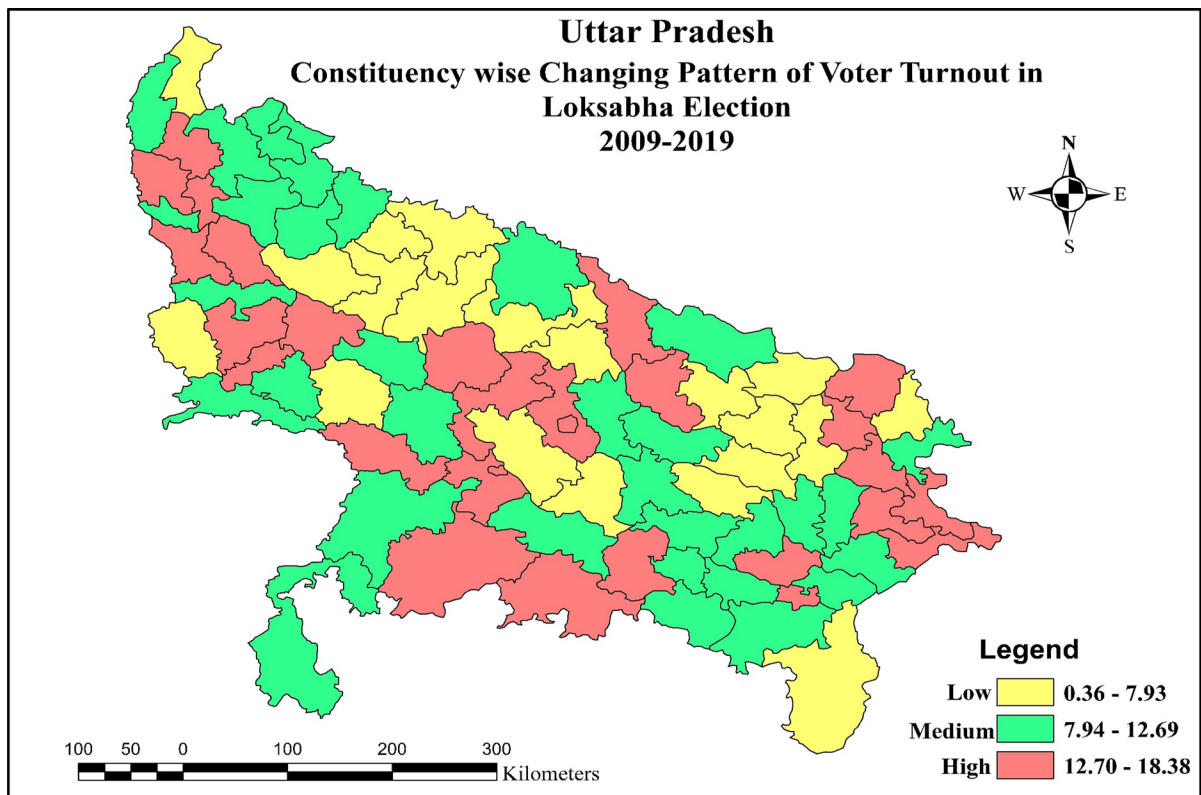 Uttar Pradesh
Constituency wise Changing Pattern of Voter Turnout in
Loksabha Election
2009-2019
N
W E
S
Legend
Low 0.36 - 7.93
Medium 7.94 - 12.69
High 12.70 - 18.38
100 50 0 100 200 300
Kilometers